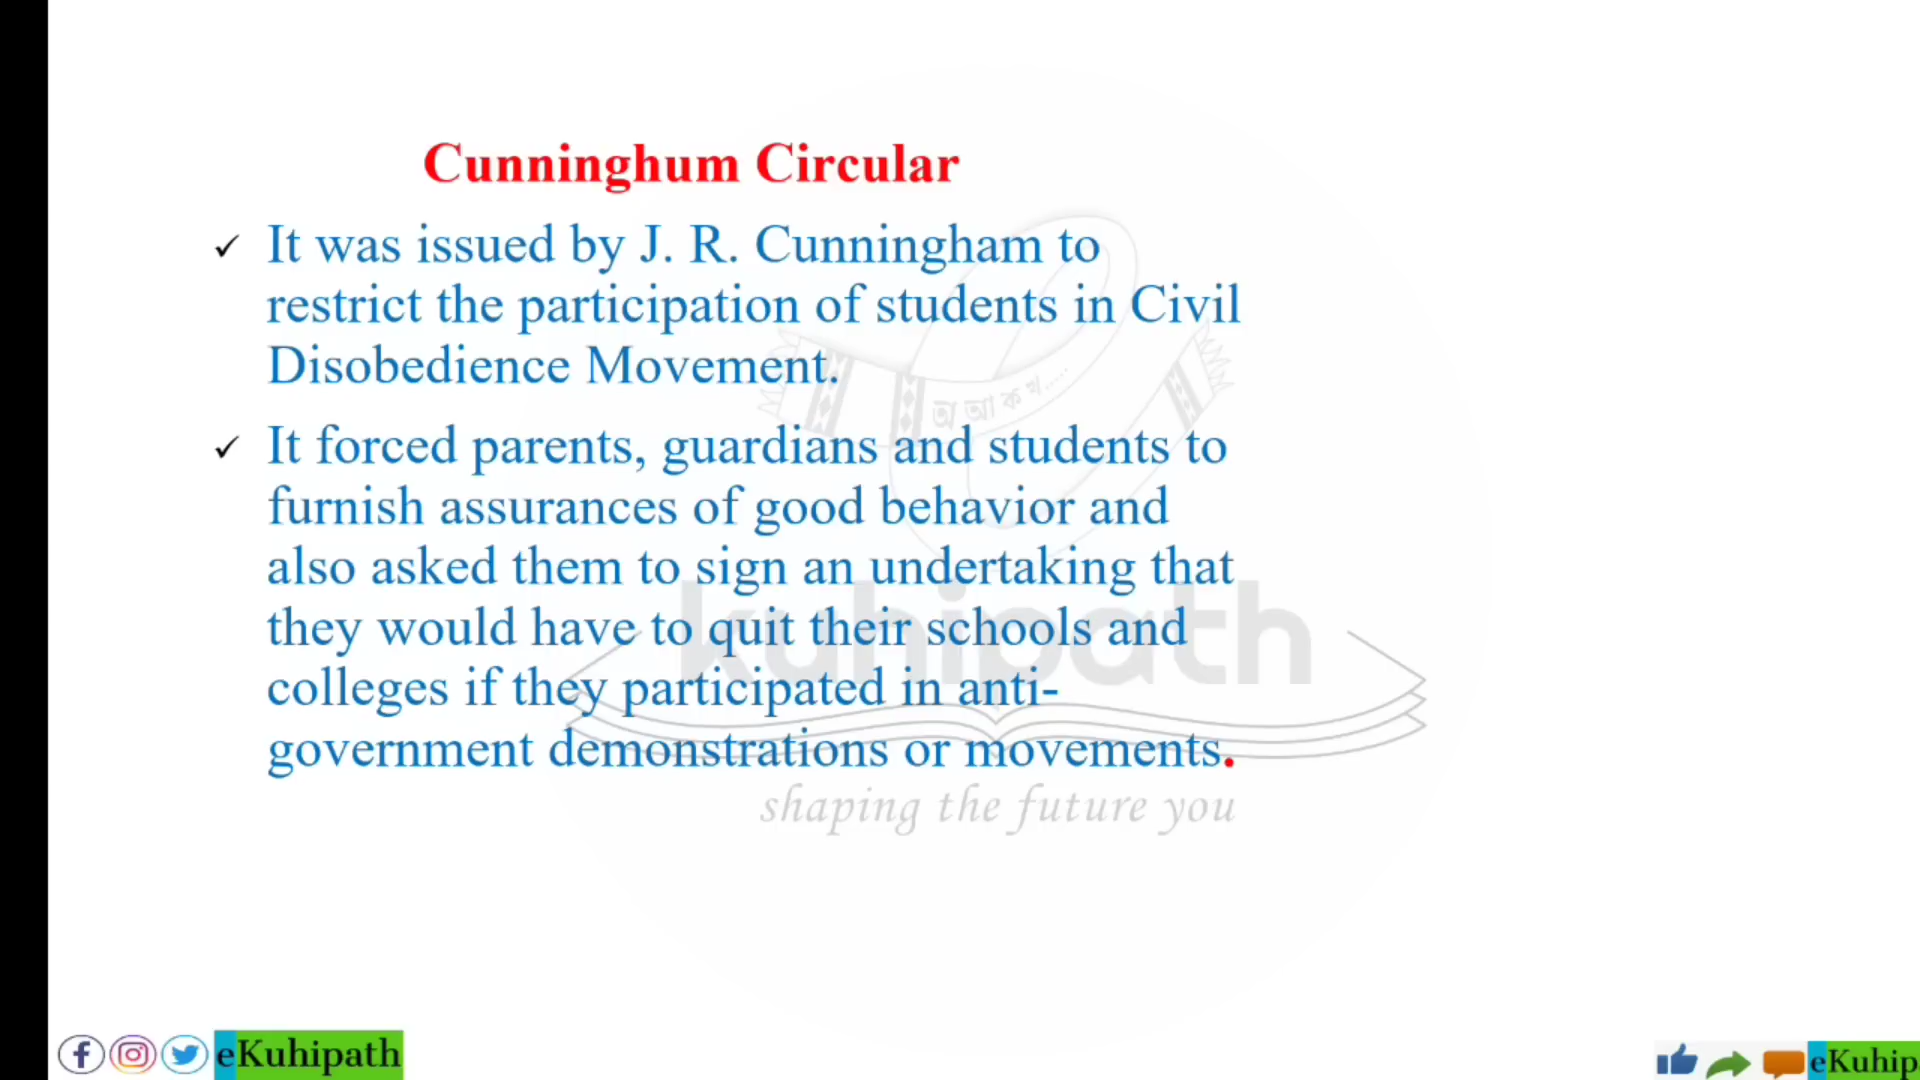 Cunninghum Circular
✓ It was issued by J. R. Cunningham to
restrict the participation of students in Civil
Disobedience Movement.
অ আ ক খ.....
✓ It forced parents, guardians and students to
furnish assurances of good behavior and
also asked them to sign an undertaking that
they would have to quit their schools and
colleges if they participated in anti-
government demonstrations or movements.
kuhipath
shaping the future you
eKuhipath
eKuhip